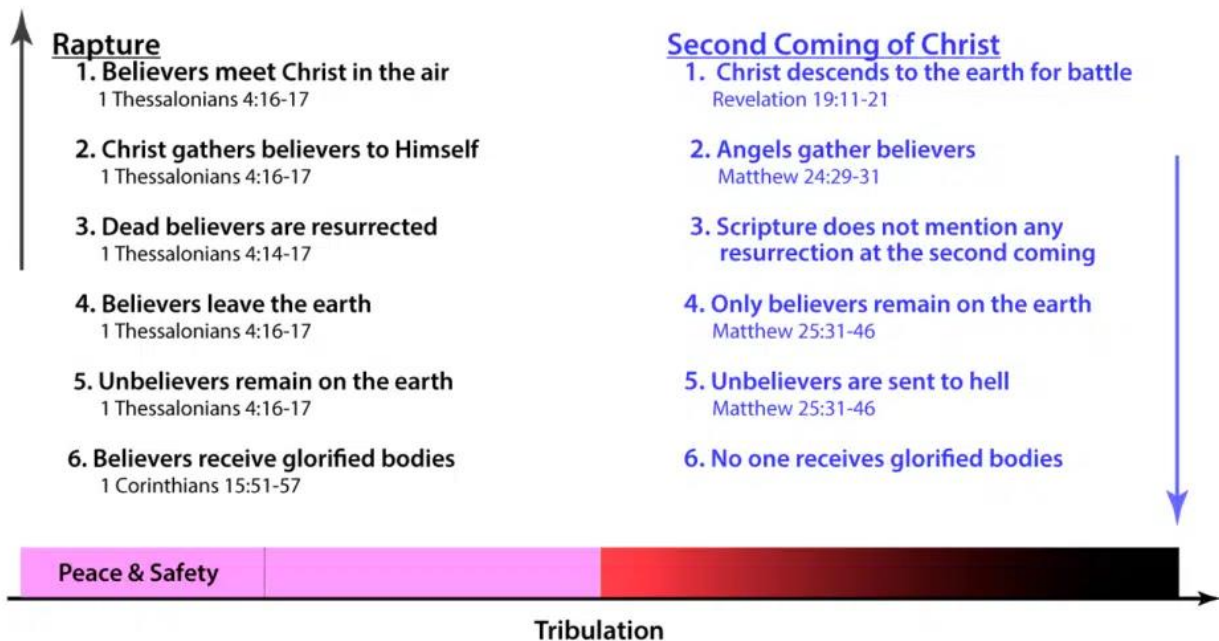 Rapture
1. Believers meet Christ in the air
1 Thessalonians 4:16-17
2. Christ gathers believers to Himself
1 Thessalonians 4:16-17
3. Dead believers are resurrected
1 Thessalonians 4:14-17
4. Believers leave the earth
1 Thessalonians 4:16-17
5. Unbelievers remain on the earth
1 Thessalonians 4:16-17
6. Believers receive glorified bodies
1 Corinthians 15:51-57
Second Coming of Christ
1. Christ descends to the earth for battle
Revelation 19:11-21
2. Angels gather believers
Matthew 24:29-31
3. Scripture does not mention any
resurrection at the second coming
4. Only believers remain on the earth
Matthew 25:31-46
5. Unbelievers are sent to hell
Matthew 25:31-46
6. No one receives glorified bodies
Peace & Safety
Tribulation